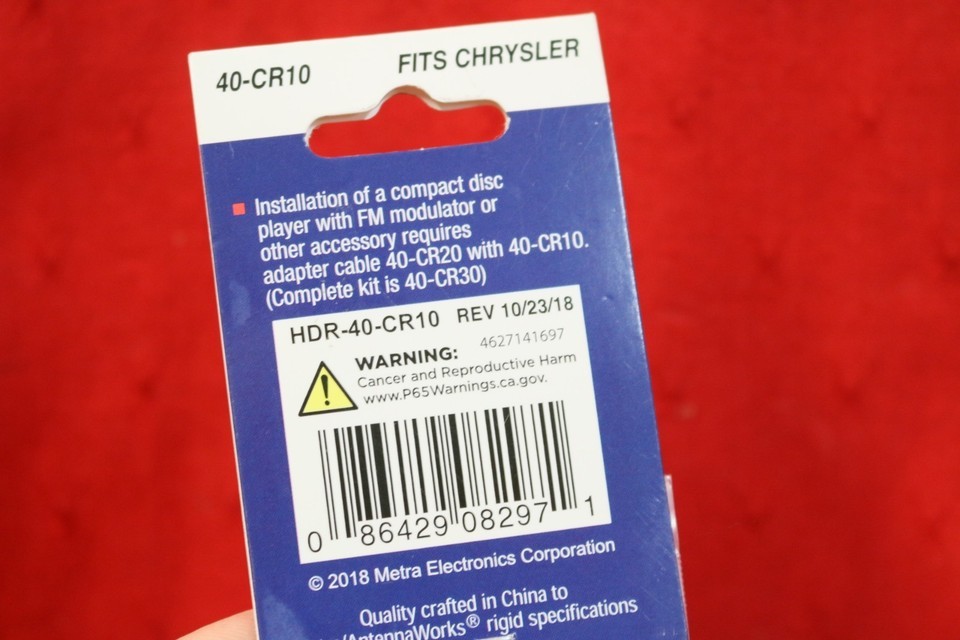 40-CR10 FITS CHRYSLER
Installation of a compact disc
player with FM modulator or
other accessory requires
adapter cable 40-CR20 with 40-CR10.
(Complete kit is 40-CR30)
HDR-40-CR10 REV 10/23/18
4627141697
WARNING:
Cancer and Reproductive Harm
www.P65Warnings.ca.gov.
0 86429 08297 1
© 2018 Metra Electronics Corporation
Quality crafted in China to
/AntennaWorks® rigid specifications